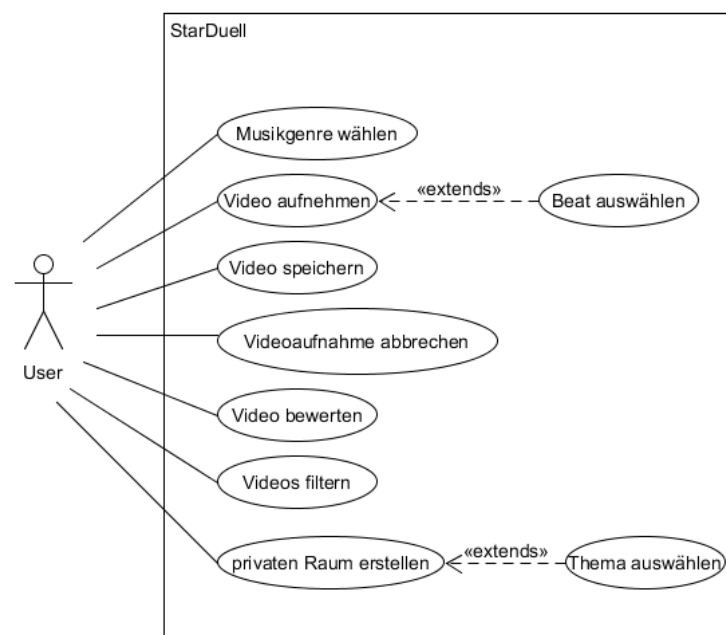 StarDuell
Musikgenre wählen
Video aufnehmen
«extends»
Beat auswählen
Video speichern
Videoaufnahme abbrechen
User
Video bewerten
Videos filtern
privaten Raum erstellen
«extends»
Thema auswählen